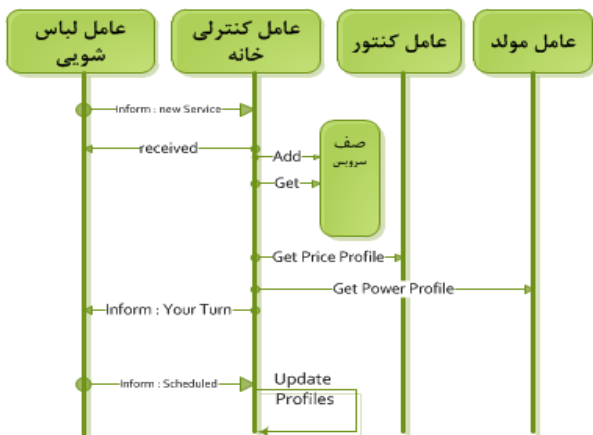 عامل لباس
شویی
عامل کنترلی
خانه
عامل کنتور
عامل مولد
Inform : new Service
received
صف
سرویس
Add
Get
Get Price Profile
Get Power Profile
Inform : Your Turn
Inform : Scheduled
Update
Profiles